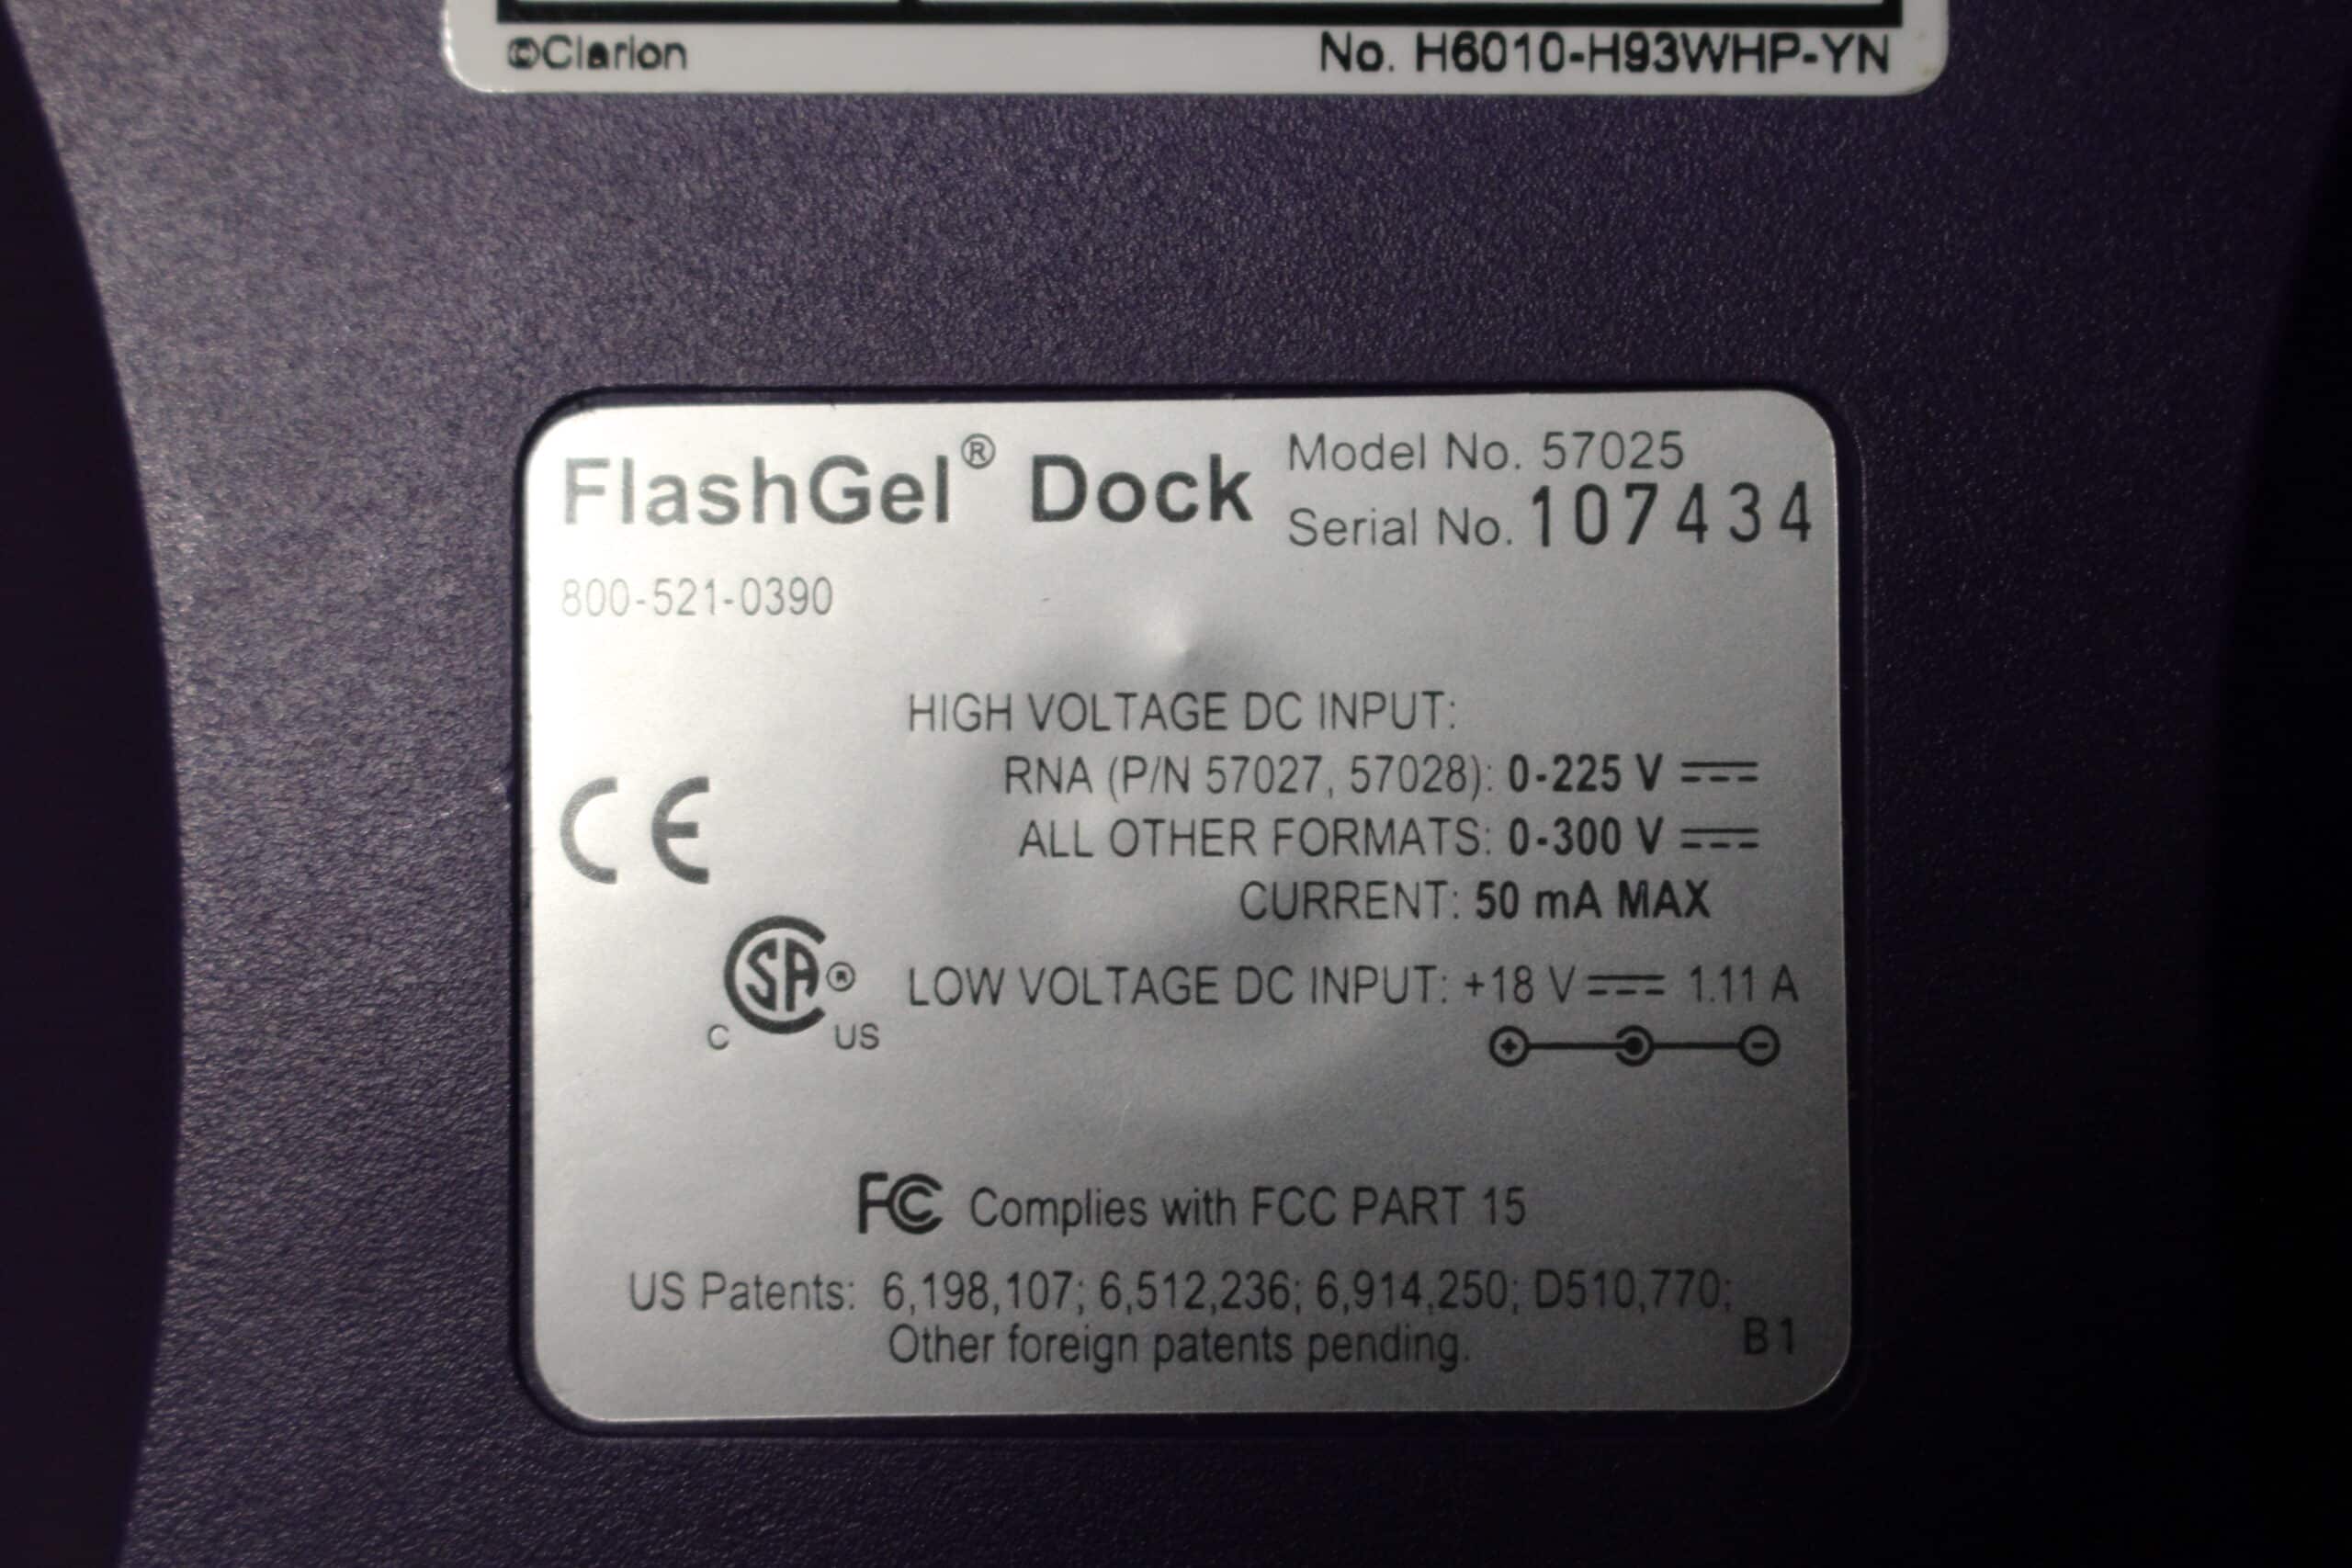 ©Clarion No. H6010-H93WHP-YN
FlashGel® Dock
Model No. 57025
Serial No. 107434
800-521-0390
HIGH VOLTAGE DC INPUT:
RNA (P/N 57027, 57028): 0-225 V
ALL OTHER FORMATS: 0-300 V
CURRENT: 50 mA MAX
CE
CSA®
C US
LOW VOLTAGE DC INPUT: +18 V 1.11 A
FC Complies with FCC PART 15
US Patents: 6,198,107; 6,512,236; 6,914,250; D510,770;
Other foreign patents pending.
B1